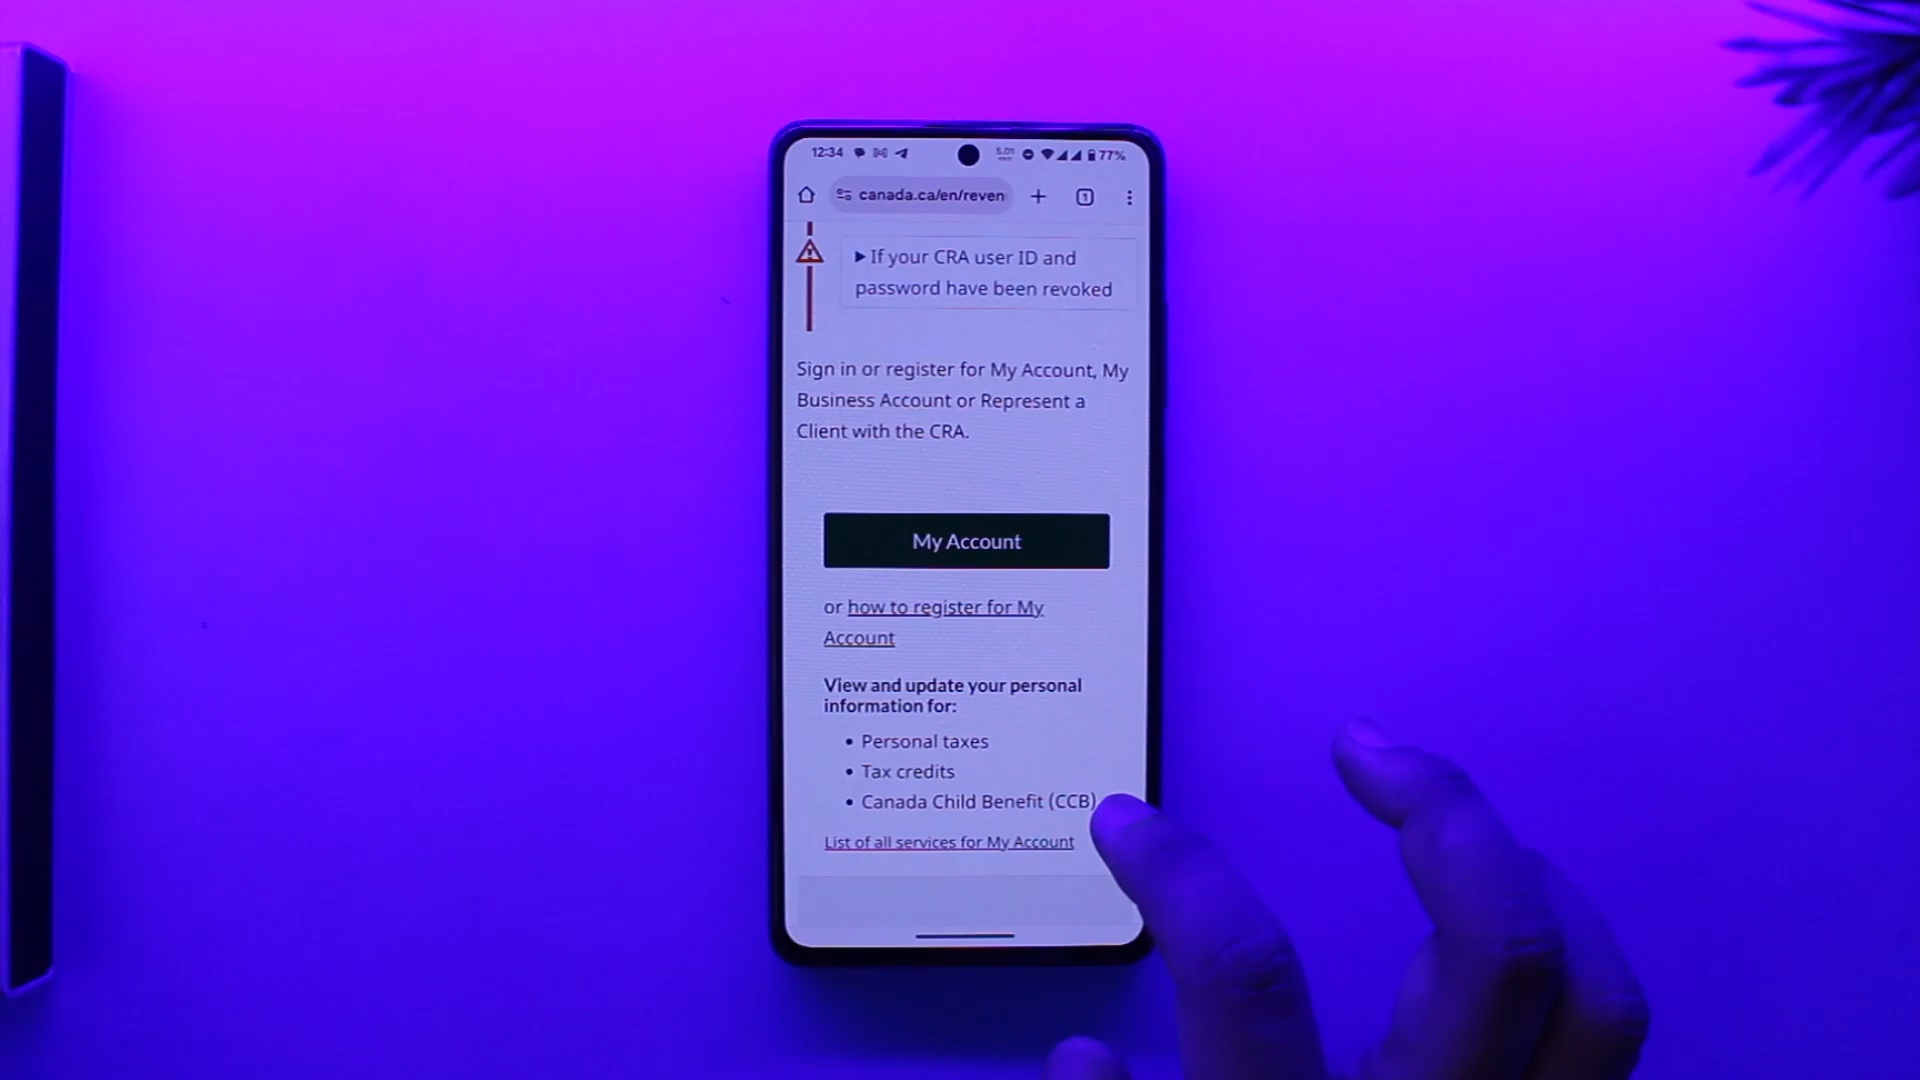 12:34
5.01
77%
canada.ca/en/reven
1
▶ If your CRA user ID and
password have been revoked
Sign in or register for My Account, My
Business Account or Represent a
Client with the CRA.
My Account
or how to register for My
Account
View and update your personal
information for:
• Personal taxes
• Tax credits
• Canada Child Benefit (CCB)
List of all services for My Account